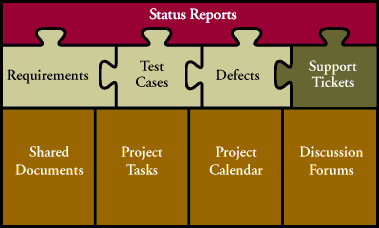 Status Reports
Requirements
Test
Cases
Defects
Support
Tickets
Shared
Documents
Project
Tasks
Project
Calendar
Discussion
Forums